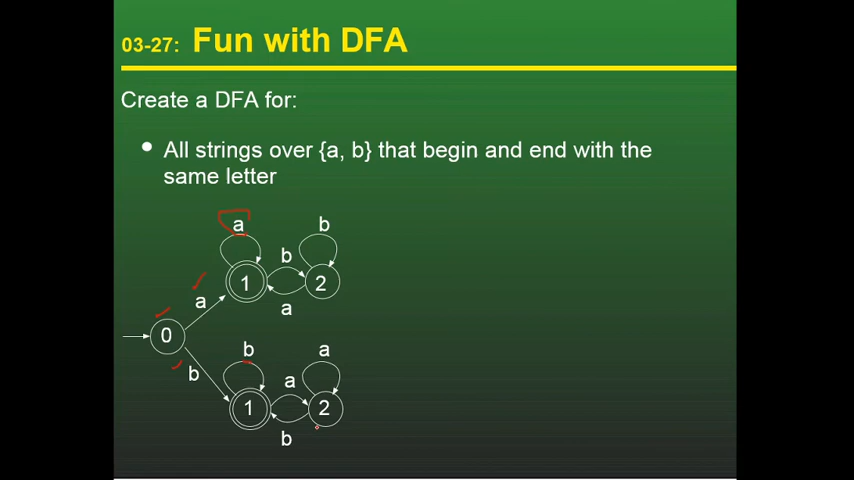 03-27: Fun with DFA
Create a DFA for:
• All strings over {a, b} that begin and end with the
same letter
a b
b
1 2
a a
0
b a
b
a
1 2
b